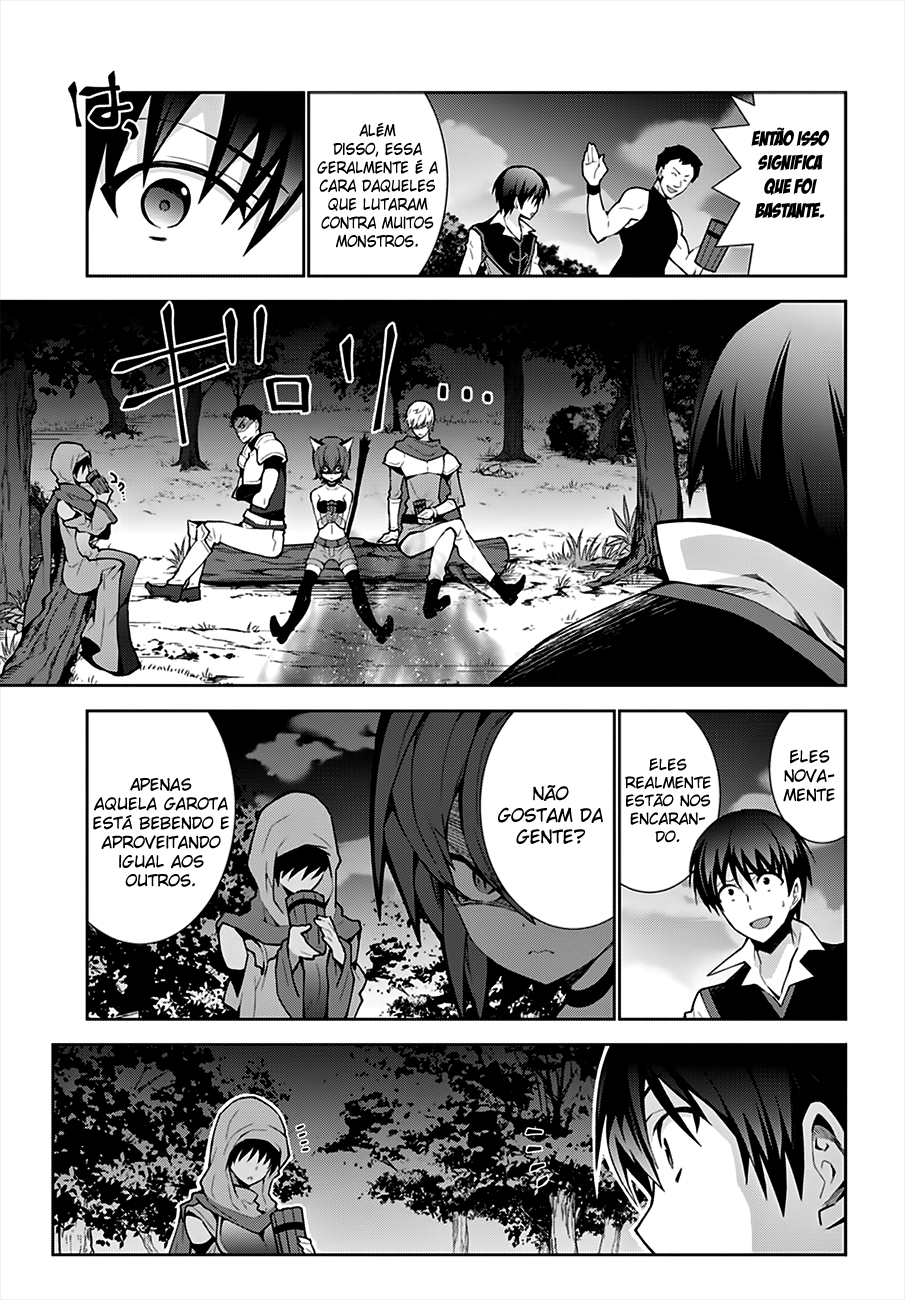 ENTÃO ISSO
SIGNIFICA
QUE FOI
BASTANTE.
ALÉM
DISSO, ESSA
GERALMENTE É A
CARA DAQUELES
QUE LUTARAM
CONTRA MUITOS
MONSTROS.
は、
ギロリ…
?
ELES
NOVA-
MENTE
ELES
REALMENTE
ESTÃO NOS
ENCARAN-
DO.
NÃO
GOSTAM DA
GENTE?
APENAS
AQUELA GAROTA
ESTÁ BEBENDO E
APROVEITANDO
IGUAL AOS
OUTROS.